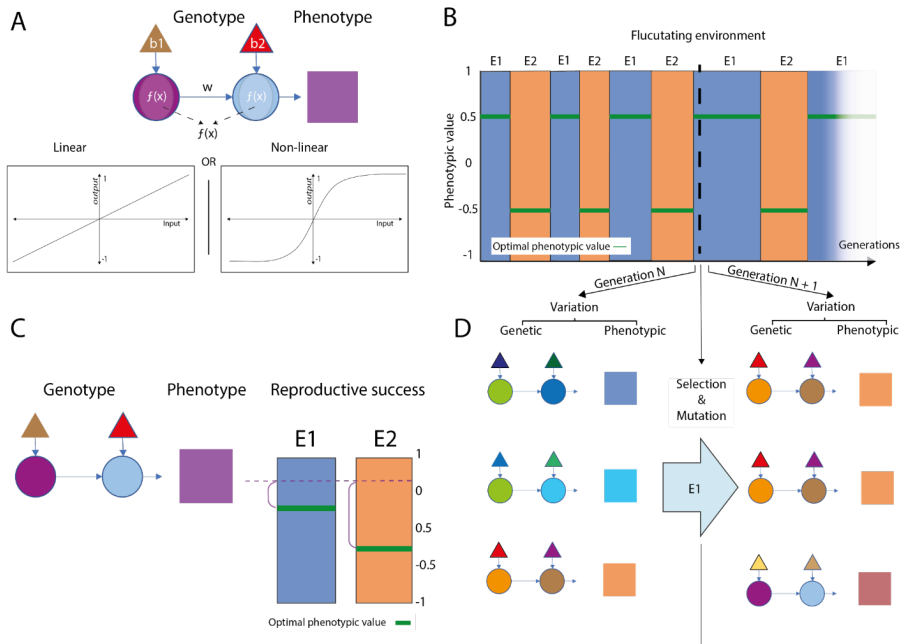 A
Genotype
Phenotype
b1
b2
f(x)
w
f(x)
f(x)
Linear
OR
Non-linear
output
1
Input
-1
output
1
Input
-1
B
Flucutating environment
E1 E2 E1 E2 E1 E2 E1 E2 E1
Phenotypic value
1
0.5
0
-0.5
-1
Optimal phenotypic value
Generations
Generation N
Generation N + 1
C
Genotype
Phenotype
Reproductive success
E1
E2
1
0
0.5
0.5
-1
Optimal phenotypic value
D
Variation
Genetic
Phenotypic
Selection
&
Mutation
E1
Variation
Genetic
Phenotypic